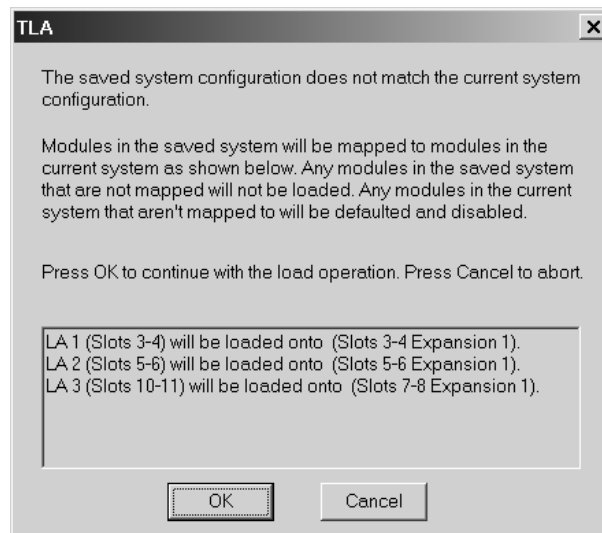 TLA
The saved system configuration does not match the current system
configuration.
Modules in the saved system will be mapped to modules in the
current system as shown below. Any modules in the saved system
that are not mapped will not be loaded. Any modules in the current
system that aren't mapped to will be defaulted and disabled.
Press OK to continue with the load operation. Press Cancel to abort.
LA 1 (Slots 3-4) will be loaded onto (Slots 3-4 Expansion 1).
LA 2 (Slots 5-6) will be loaded onto (Slots 5-6 Expansion 1).
LA 3 (Slots 10-11) will be loaded onto (Slots 7-8 Expansion 1).
OK Cancel